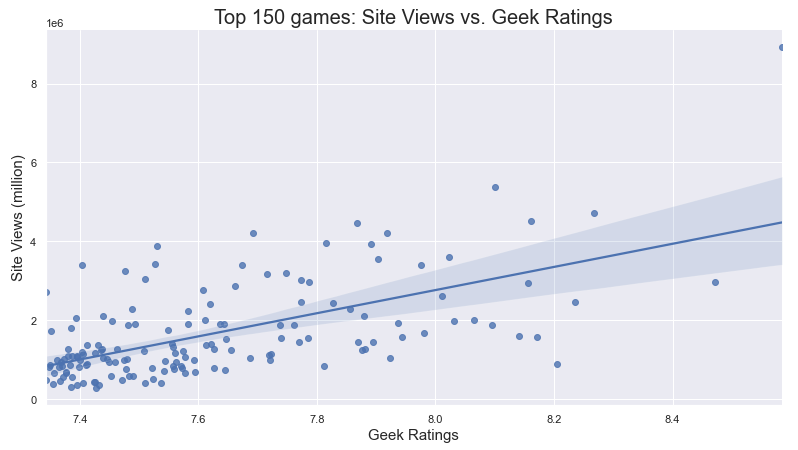 Top 150 games: Site Views vs. Geek Ratings
1e6
8
6
4
2
0
Site Views (million)
7.4 7.6 7.8 8.0 8.2 8.4
Geek Ratings